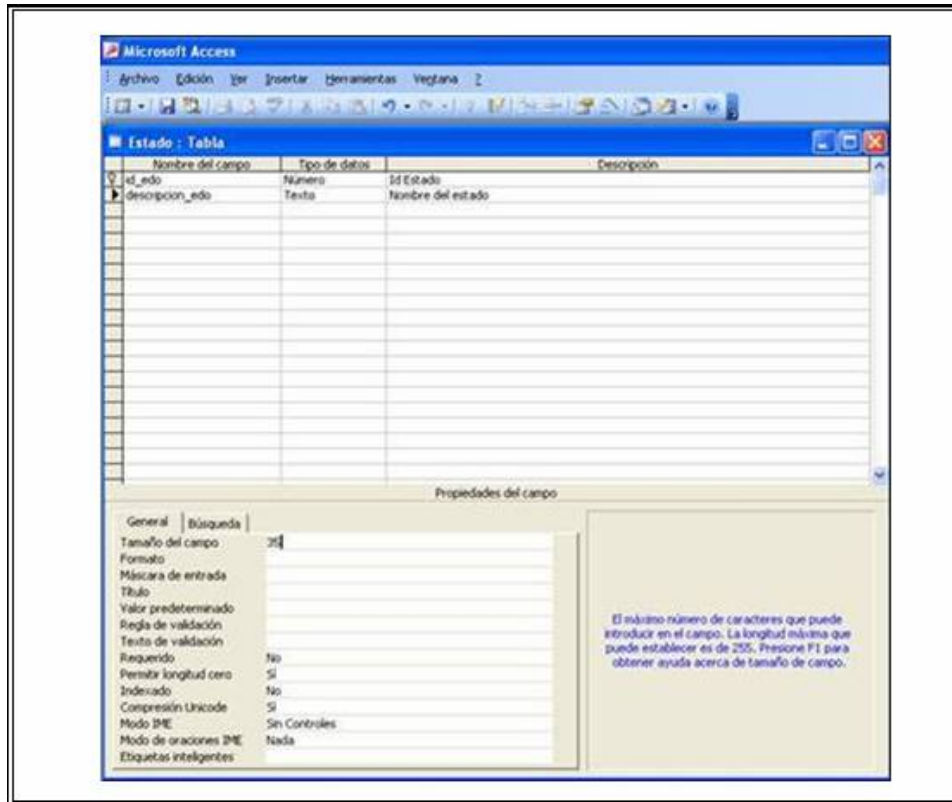 Microsoft Access
Archivo Edición Ver Insertar Herramientas Ventana ?
Estado : Tabla
Nombre del campo Tipo de datos Descripción
id_edo Número Id Estado
descripcion_edo Texto Nombre del estado
Propiedades del campo
General Búsqueda
Tamaño del campo 35
Formato
Máscara de entrada
Título
Valor predeterminado
Regla de validación
Texto de validación
Requerido No
Permitir longitud cero Sí
Indexado No
Compresión Unicode Sí
Modo IME Sin Controles
Modo de oraciones IME Nada
Etiquetas inteligentes
El máximo número de caracteres que puede
introducir en el campo. La longitud máxima que
puede establecer es de 255. Presione F1 para
obtener ayuda acerca de tamaño de campo.